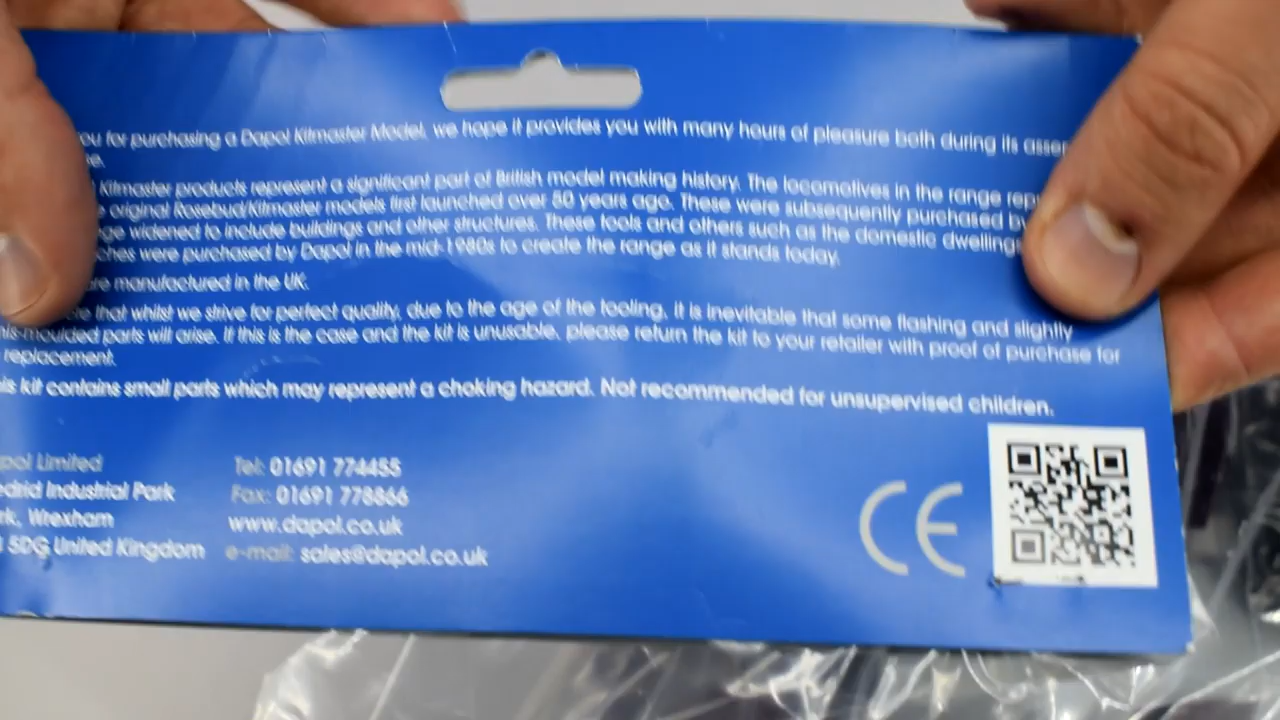 ou for purchasing a Dapol Kitmaster Model, we hope it provides you with many hours of pleasure both during its assem
se.
Kitmaster products represent a significant part of British model making history. The locomotives in the range repr
original Rosebud/Kitmaster models first launched over 50 years ago. These were subsequently purchased by
ge widened to include buildings and other structures. These tools and others such as the domestic dwellings
ches were purchased by Dapol in the mid-1980s to create the range as it stands today.
re manufactured in the UK.
te that whilst we strive for perfect quality, due to the age of the tooling, it is inevitable that some flashing and slightly
mis-moulded parts will arise. If this is the case and the kit is unusable, please return the kit to your retailer with proof of purchase for
replacement.
is kit contains small parts which may represent a choking hazard. Not recommended for unsupervised children.
pol Limited
edrid Industrial Park
rk, Wrexham
5DG United Kingdom
Tel: 01691 774455
Fax: 01691 778866
www.dapol.co.uk
e-mail: sales@dapol.co.uk
CE